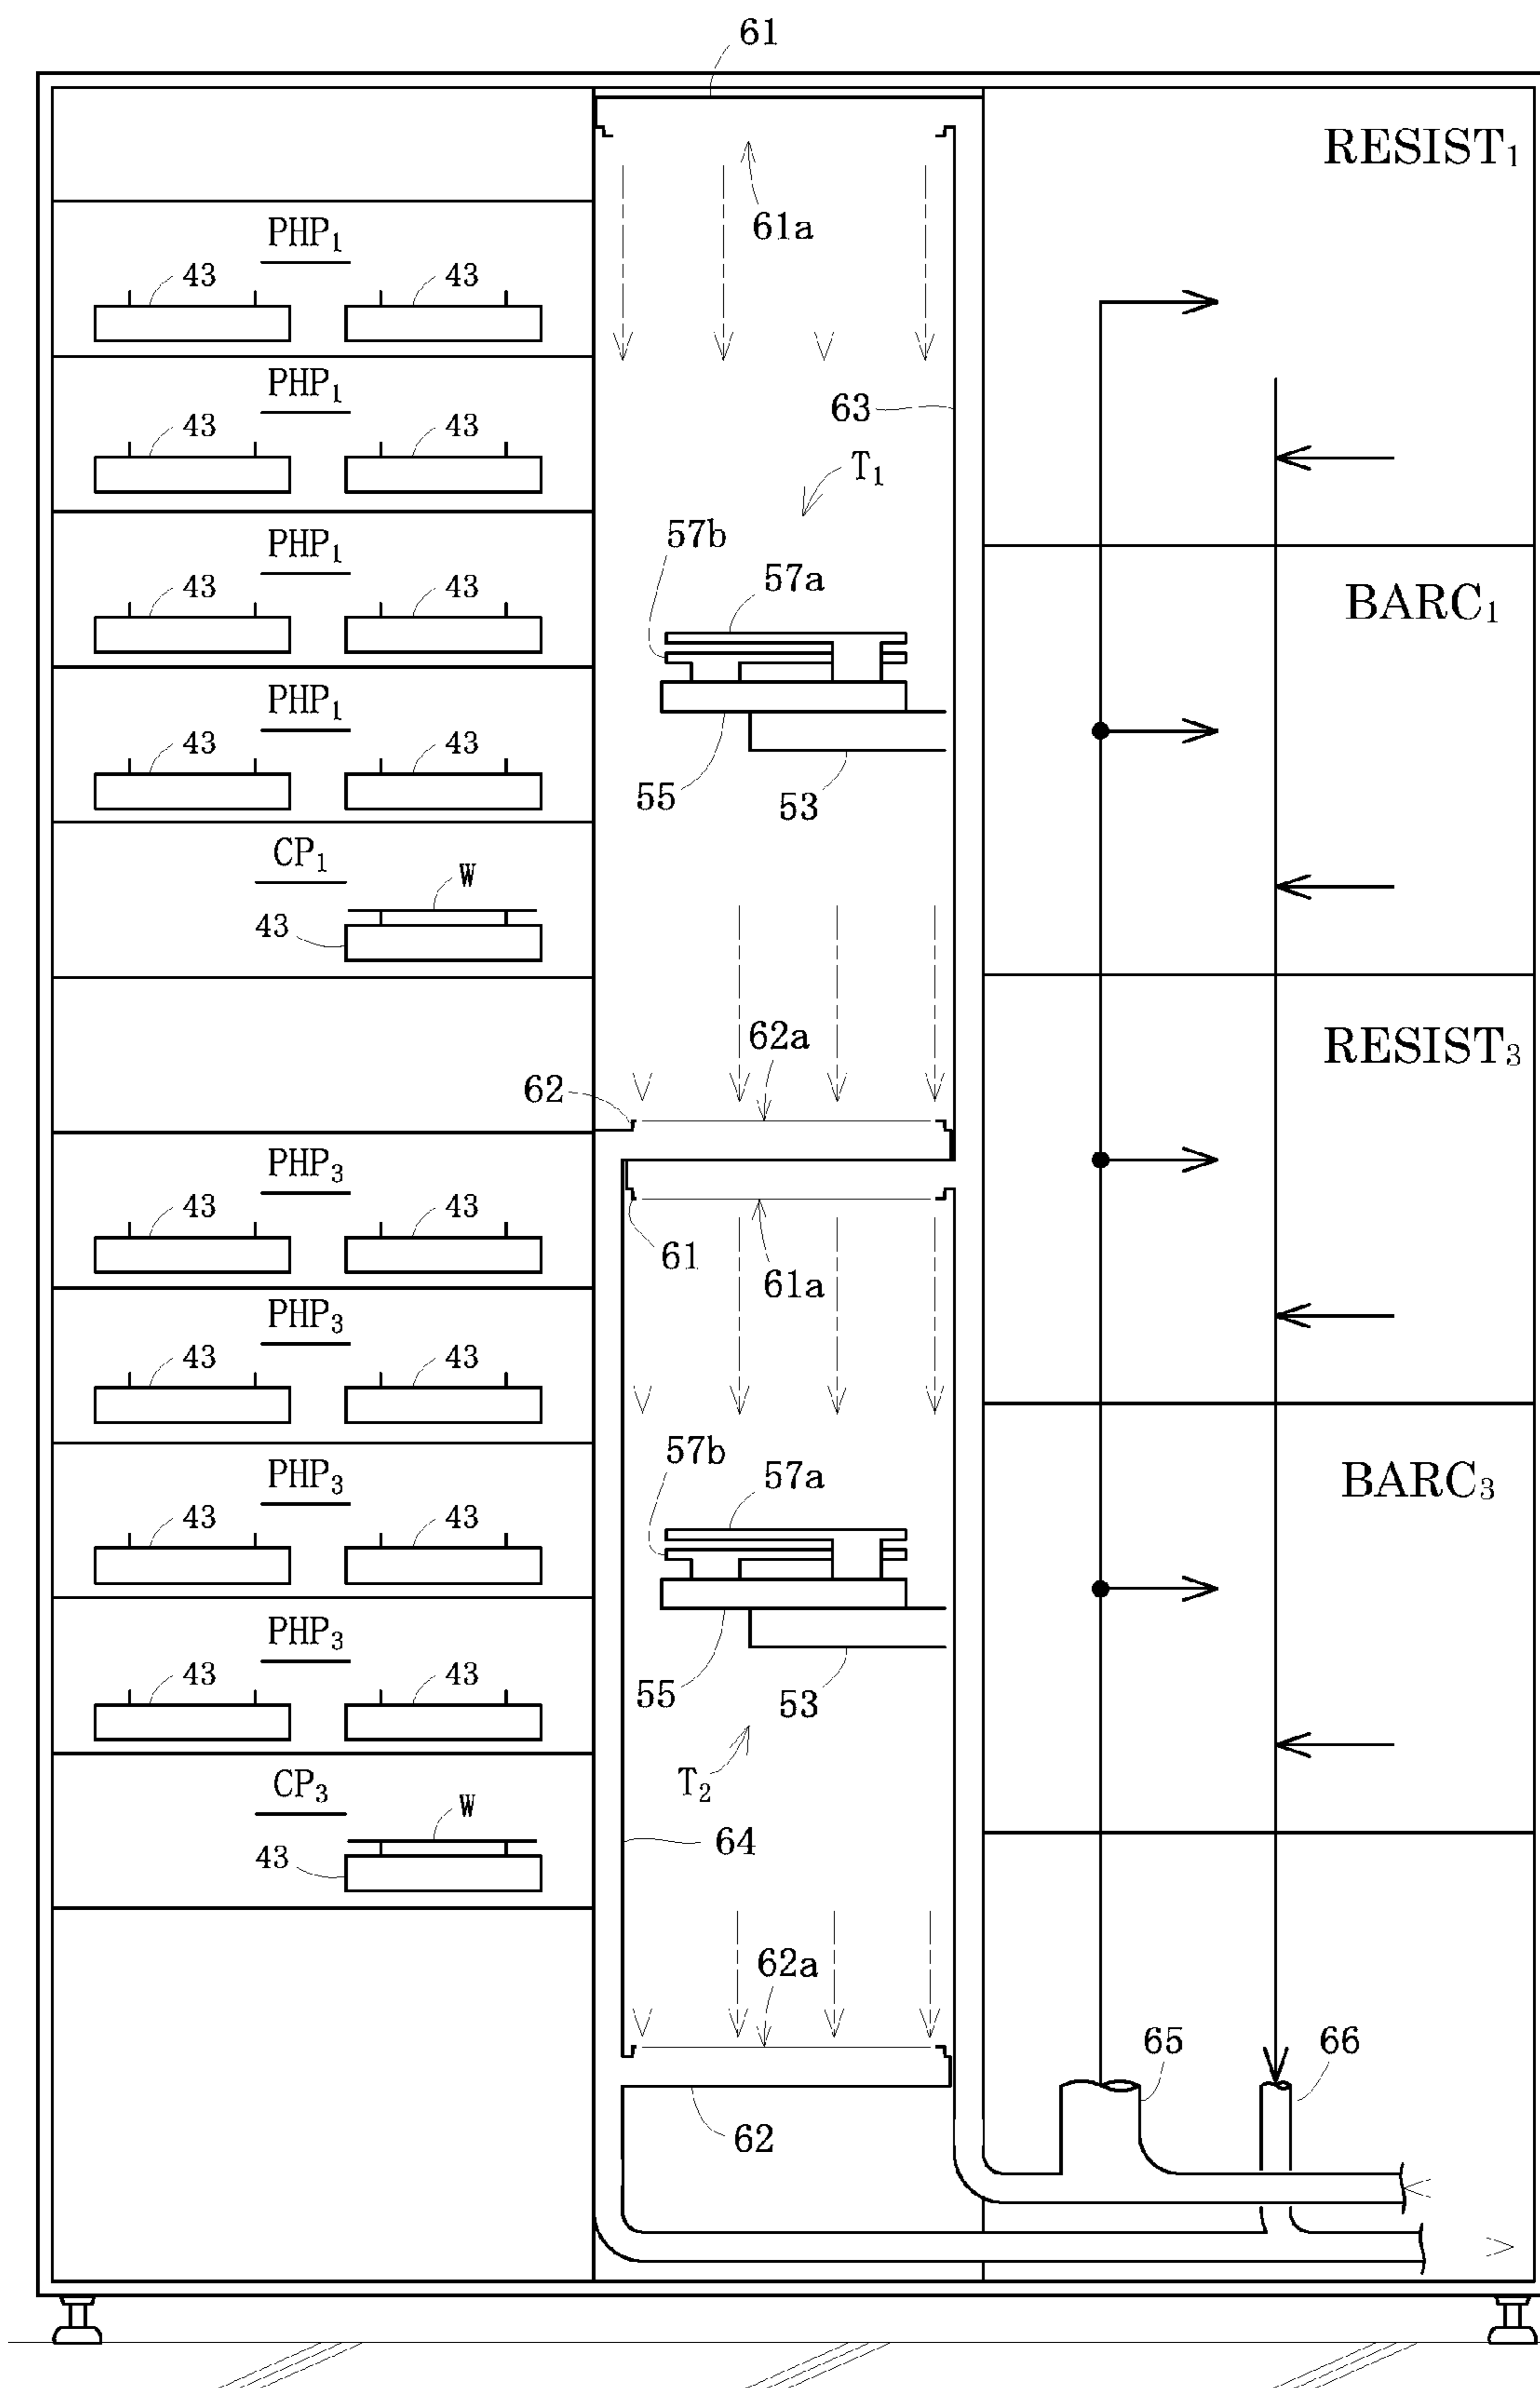 61
RESIST₁
61a
PHP₁
43 43
PHP₁
43 43
63
T₁
PHP₁
43 43
57b
57a
BARC₁
PHP₁
43 43
55 53
CP₁
W
43
62a
RESIST₃
62
PHP₃
43 43
61
61a
PHP₃
43 43
57b
57a
BARC₃
PHP₃
43 43
PHP₃
43 43
55 53
CP₃
T₂
W
43
64
62a
65 66
62